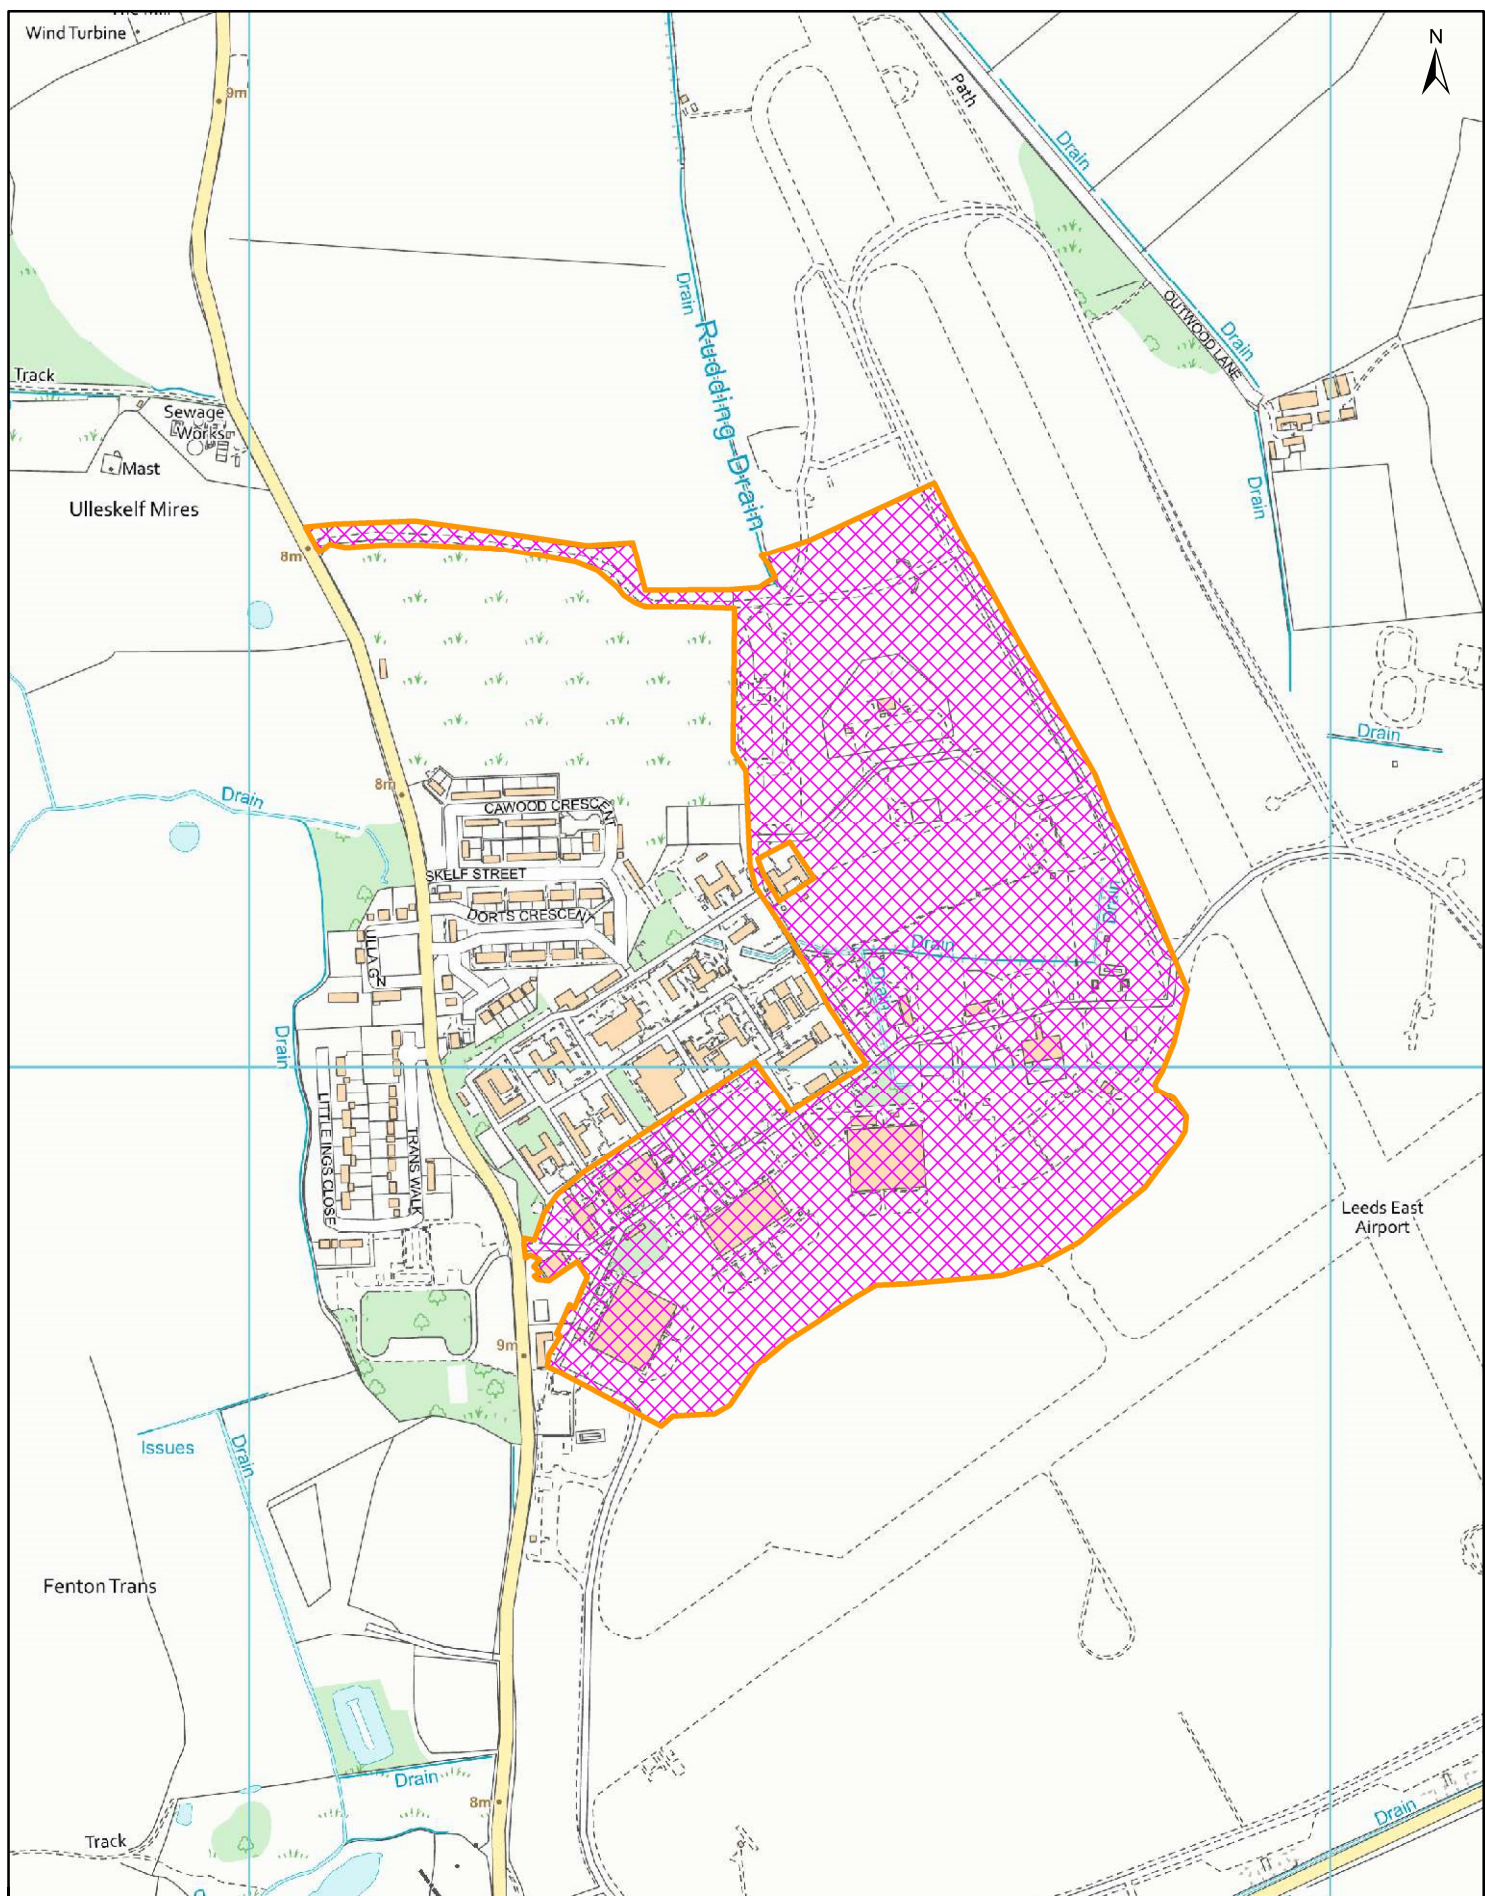 Wind Turbine
N
9m
Path
Drain
Drain
Rudding Drain
OUTWOOD LANE
Drain
Track
Sewage
Works
Mast
Drain
Ulleskelf Mires
8m
Drain
8m
Drain
CAWOOD CRESCENT
SKELF STREET
DORTS CRESCENT
Drain
Drain
Drain
Drain
LITTLE INGS CLOSE
TRANS WALK
Leeds East
Airport
9m
Issues
Drain
Fenton Trans
Drain
8m
Drain
Track